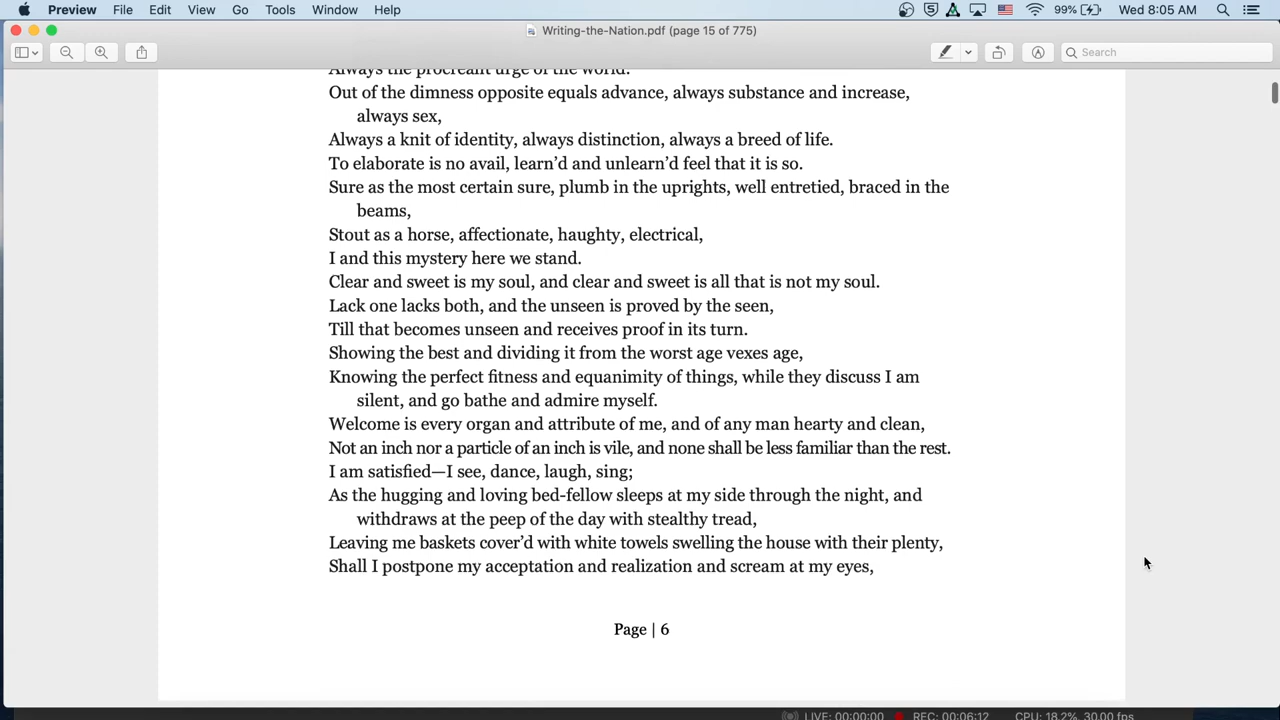 Preview File Edit View Go Tools Window Help 99% Wed 8:05 AM
Writing-the-Nation.pdf (page 15 of 775)
Search
Always the procreant urge of the world.
Out of the dimness opposite equals advance, always substance and increase,
always sex,
Always a knit of identity, always distinction, always a breed of life.
To elaborate is no avail, learn’d and unlearn’d feel that it is so.
Sure as the most certain sure, plumb in the uprights, well entretied, braced in the
beams,
Stout as a horse, affectionate, haughty, electrical,
I and this mystery here we stand.
Clear and sweet is my soul, and clear and sweet is all that is not my soul.
Lack one lacks both, and the unseen is proved by the seen,
Till that becomes unseen and receives proof in its turn.
Showing the best and dividing it from the worst age vexes age,
Knowing the perfect fitness and equanimity of things, while they discuss I am
silent, and go bathe and admire myself.
Welcome is every organ and attribute of me, and of any man hearty and clean,
Not an inch nor a particle of an inch is vile, and none shall be less familiar than the rest.
I am satisfied—I see, dance, laugh, sing;
As the hugging and loving bed-fellow sleeps at my side through the night, and
withdraws at the peep of the day with stealthy tread,
Leaving me baskets cover’d with white towels swelling the house with their plenty,
Shall I postpone my acceptation and realization and scream at my eyes,
Page | 6
LIVE: 00:00:00 REC: 00:06:12 CPU: 18.2%, 30.00 fps